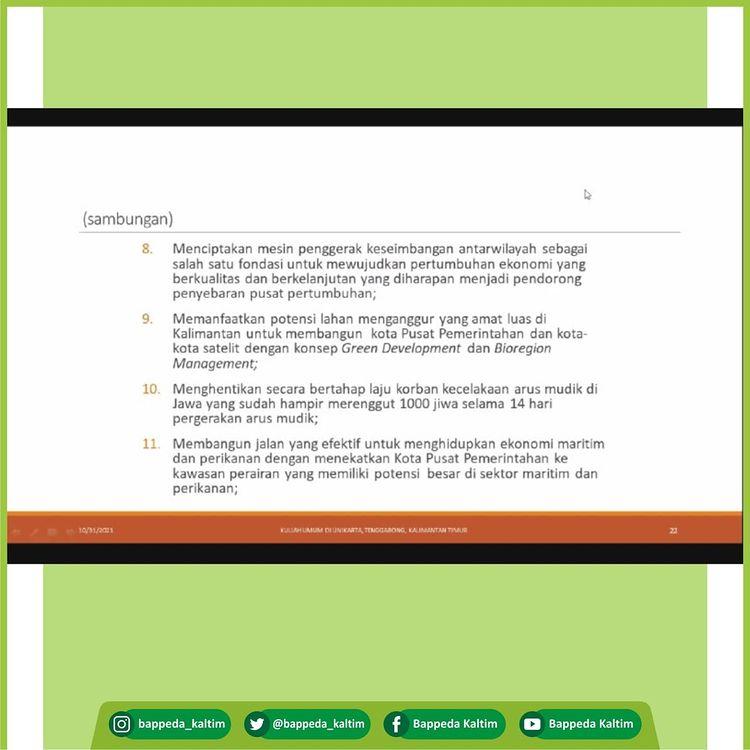 (sambungan)
8. Menciptakan mesin penggerak keseimbangan antarwilayah sebagai
salah satu fondasi untuk mewujudkan pertumbuhan ekonomi yang
berkualitas dan berkelanjutan yang diharapan menjadi pendorong
penyebaran pusat pertumbuhan;
9. Memanfaatkan potensi lahan menganggur yang amat luas di
Kalimantan untuk membangun kota Pusat Pemerintahan dan kota-
kota satelit dengan konsep Green Development dan Bioregion
Management;
10. Menghentikan secara bertahap laju korban kecelakaan arus mudik di
Jawa yang sudah hampir merenggut 1000 jiwa selama 14 hari
pergerakan arus mudik;
11. Membangun jalan yang efektif untuk menghidupkan ekonomi maritim
dan perikanan dengan menekatkan Kota Pusat Pemerintahan ke
kawasan perairan yang memiliki potensi besar di sektor maritim dan
perikanan;
10/31/2021 KULIAH UMUM DI UNIKARTA, TENGGARONG, KALIMANTAN TIMUR 22
bappeda_kaltim @bappeda_kaltim Bappeda Kaltim Bappeda Kaltim